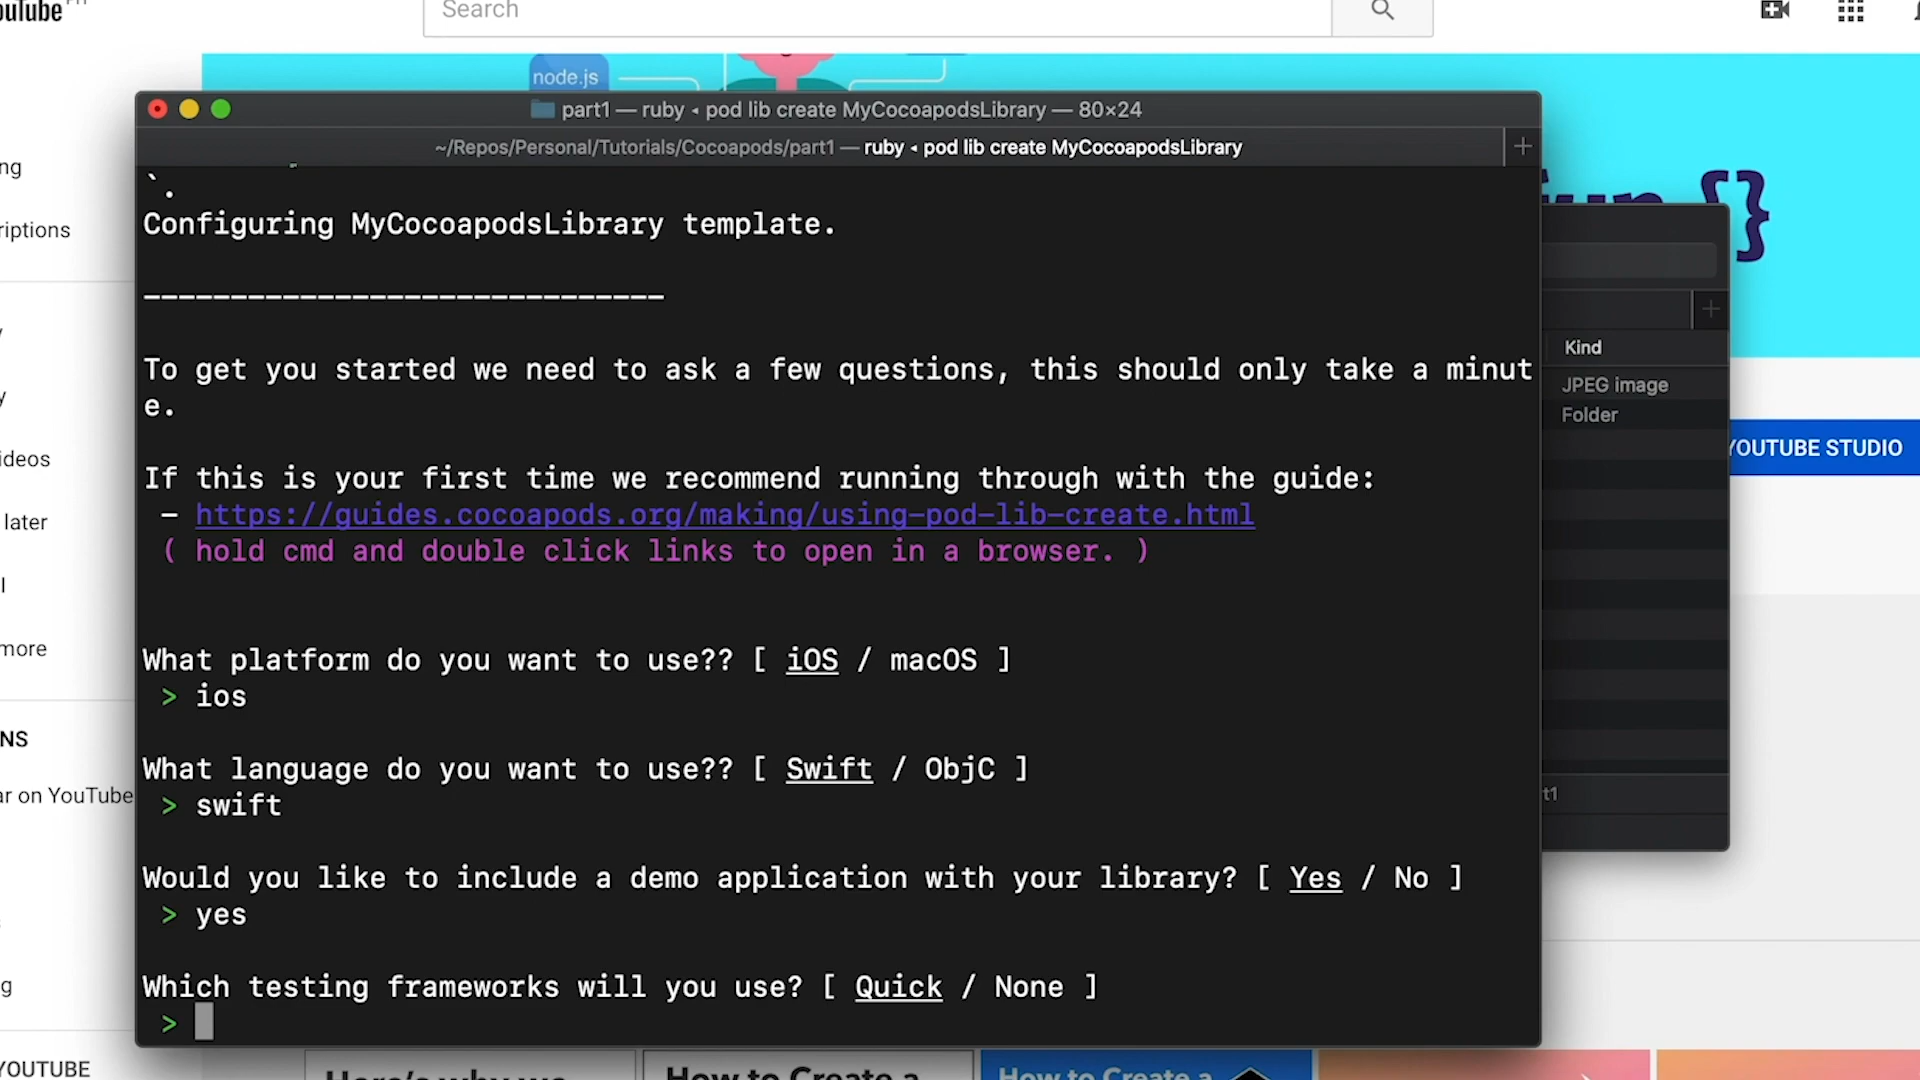 ouTube PH
Search
node.js
part1 — ruby ◂ pod lib create MyCocoapodsLibrary — 80×24
~/Repos/Personal/Tutorials/Cocoapods/part1 — ruby ◂ pod lib create MyCocoapodsLibrary
+
`.
Configuring MyCocoapodsLibrary template.
------------------------------
To get you started we need to ask a few questions, this should only take a minut
e.
If this is your first time we recommend running through with the guide:
- https://guides.cocoapods.org/making/using-pod-lib-create.html
( hold cmd and double click links to open in a browser. )
What platform do you want to use?? [ iOS / macOS ]
> ios
What language do you want to use?? [ Swift / ObjC ]
> swift
Would you like to include a demo application with your library? [ Yes / No ]
> yes
Which testing frameworks will you use? [ Quick / None ]
>
{}
+
Kind
JPEG image
Folder
t1
YOUTUBE STUDIO
ng
riptions
y
y
ideos
later
l
more
NS
ar on YouTube
g
YOUTUBE
Here's why we
How to Create a
How to Create a